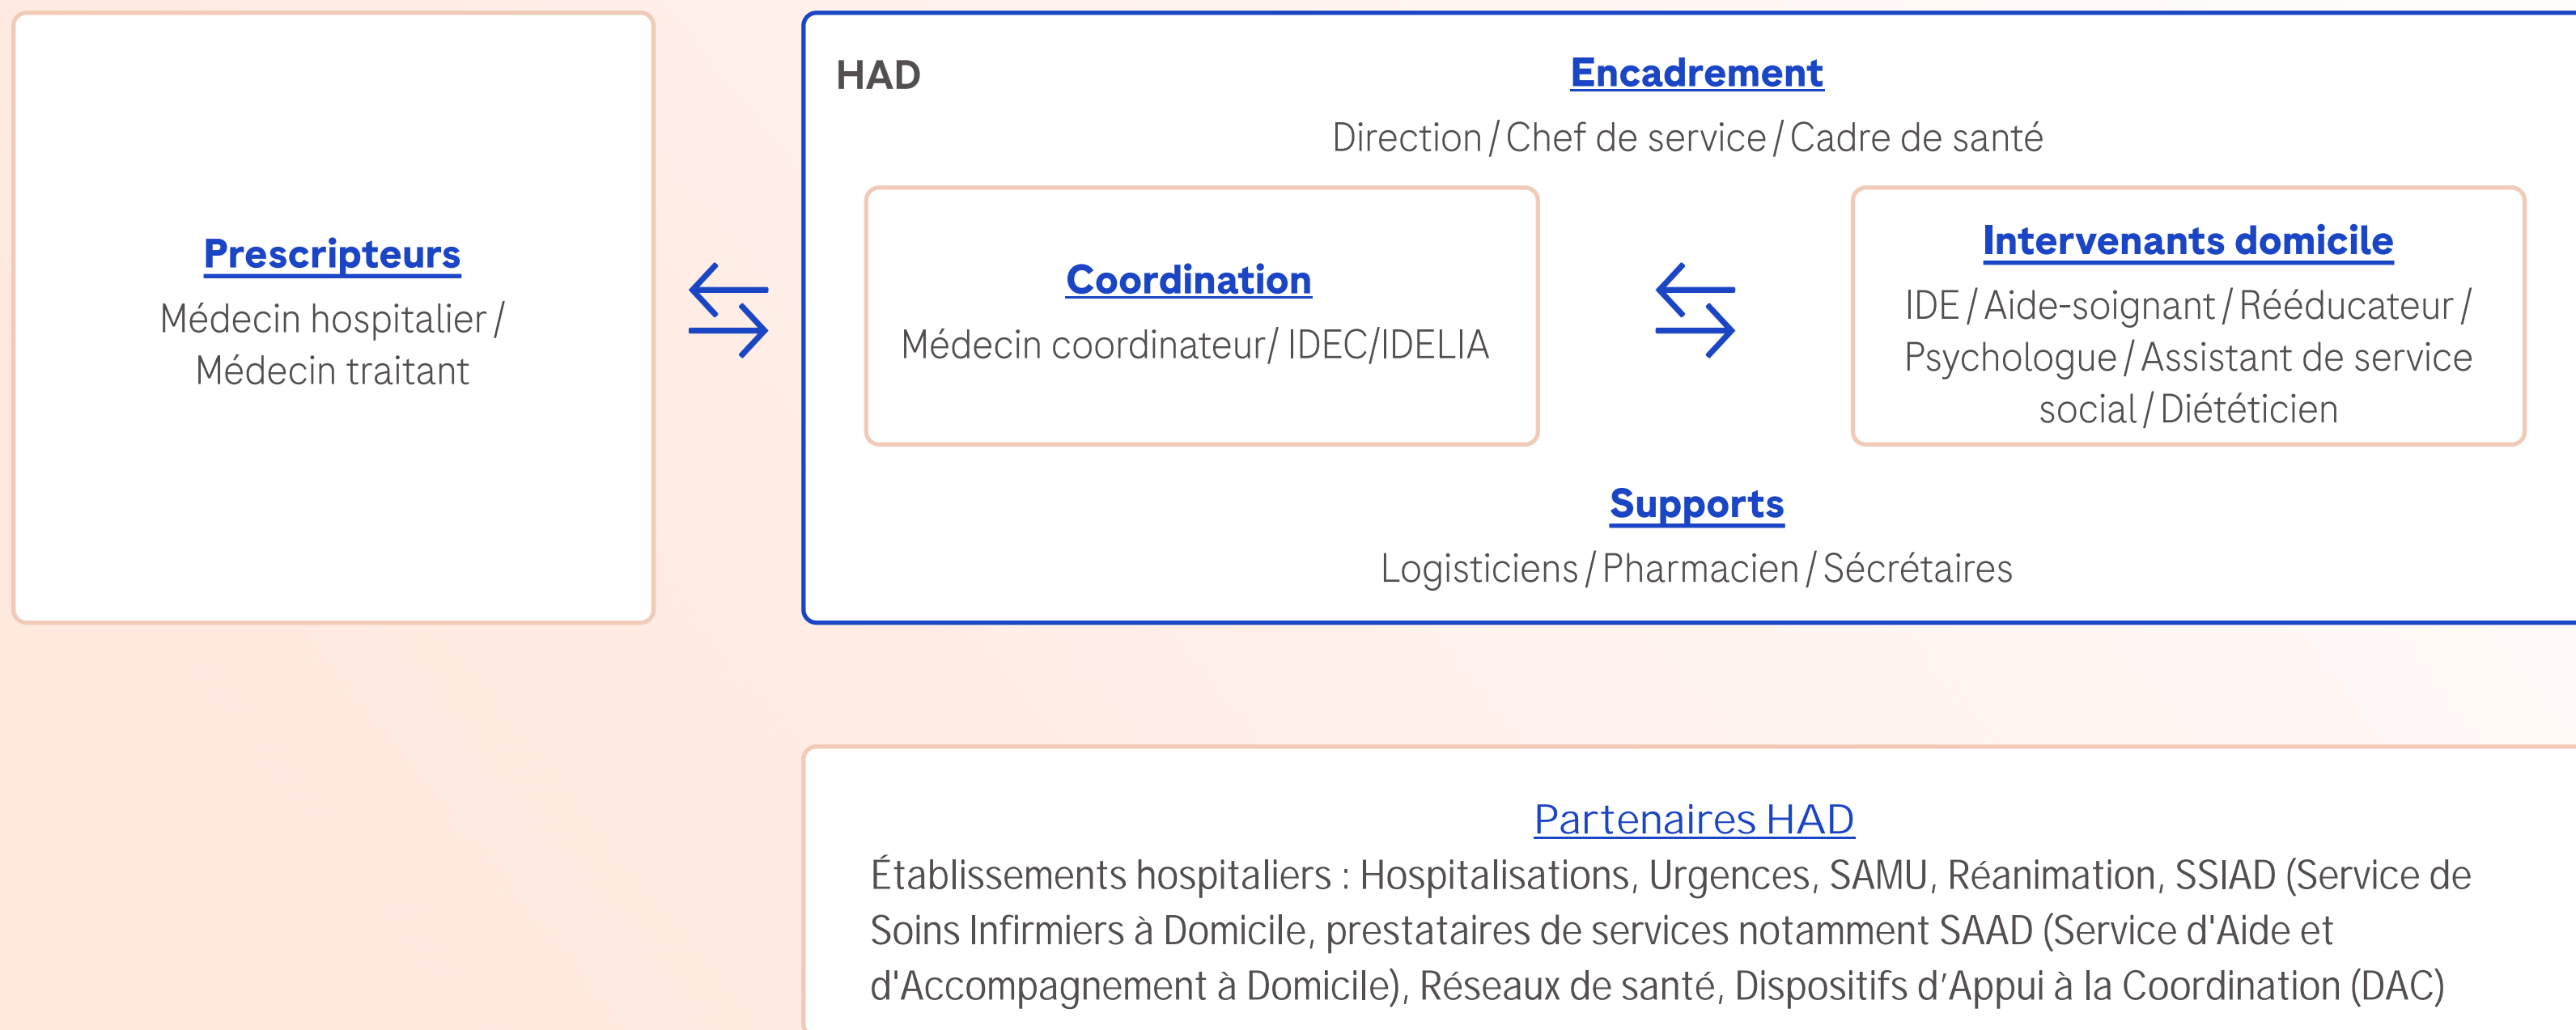 Prescripteurs
Médecin hospitalier /
Médecin traitant
HAD
Encadrement
Direction / Chef de service / Cadre de santé
Coordination
Médecin coordinateur/ IDEC/IDELIA
Intervenants domicile
IDE / Aide-soignant / Rééducateur /
Psychologue / Assistant de service
social / Diététicien
Supports
Logisticiens / Pharmacien / Sécrétaires
Partenaires HAD
Établissements hospitaliers : Hospitalisations, Urgences, SAMU, Réanimation, SSIAD (Service de
Soins Infirmiers à Domicile, prestataires de services notamment SAAD (Service d'Aide et
d'Accompagnement à Domicile), Réseaux de santé, Dispositifs d’Appui à la Coordination (DAC)